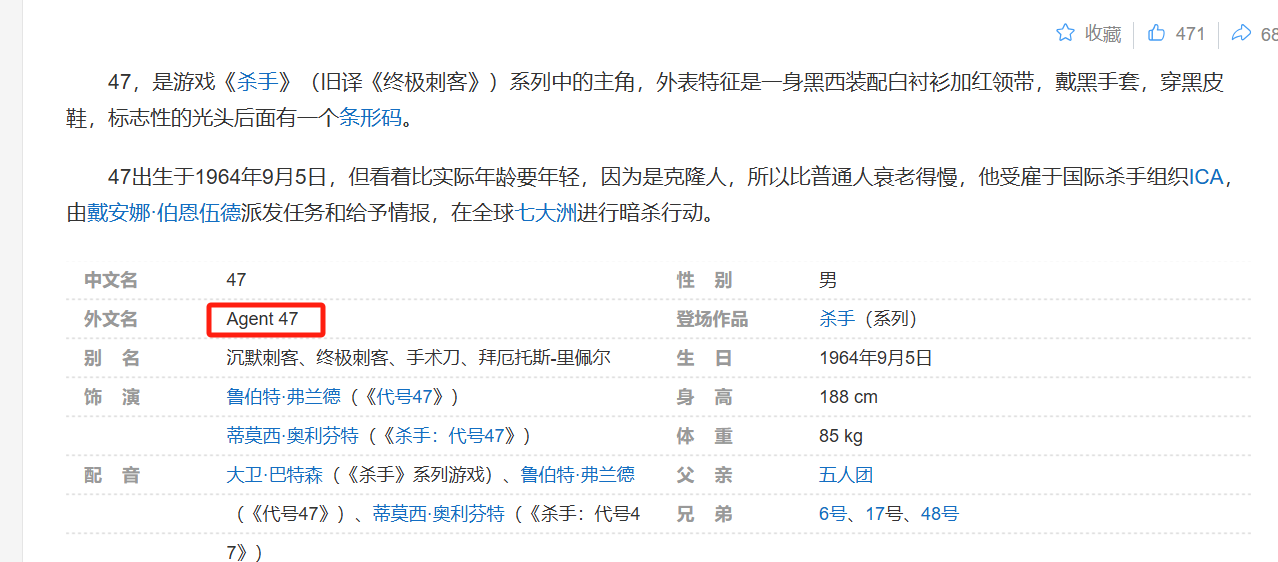 收藏 471 68
47，是游戏《杀手》（旧译《终极刺客》）系列中的主角，外表特征是一身黑西装配白衬衫加红领带，戴黑手套，穿黑皮
鞋，标志性的光头后面有一个条形码。
47出生于1964年9月5日，但看着比实际年龄要年轻，因为是克隆人，所以比普通人衰老得慢，他受雇于国际杀手组织ICA，
由戴安娜·伯恩伍德派发任务和给予情报，在全球七大洲进行暗杀行动。
中文名 47 性 别 男
外文名 Agent 47 登场作品 杀手（系列）
别 名 沉默刺客、终极刺客、手术刀、拜厄托斯-里佩尔 生 日 1964年9月5日
饰 演 鲁伯特·弗兰德（《代号47》） 身 高 188 cm
蒂莫西·奥利芬特（《杀手：代号47》） 体 重 85 kg
配 音 大卫·巴特森（《杀手》系列游戏）、鲁伯特·弗兰德 父 亲 五人团
（《代号47》）、蒂莫西·奥利芬特（《杀手：代号4 兄 弟 6号、17号、48号
7》）